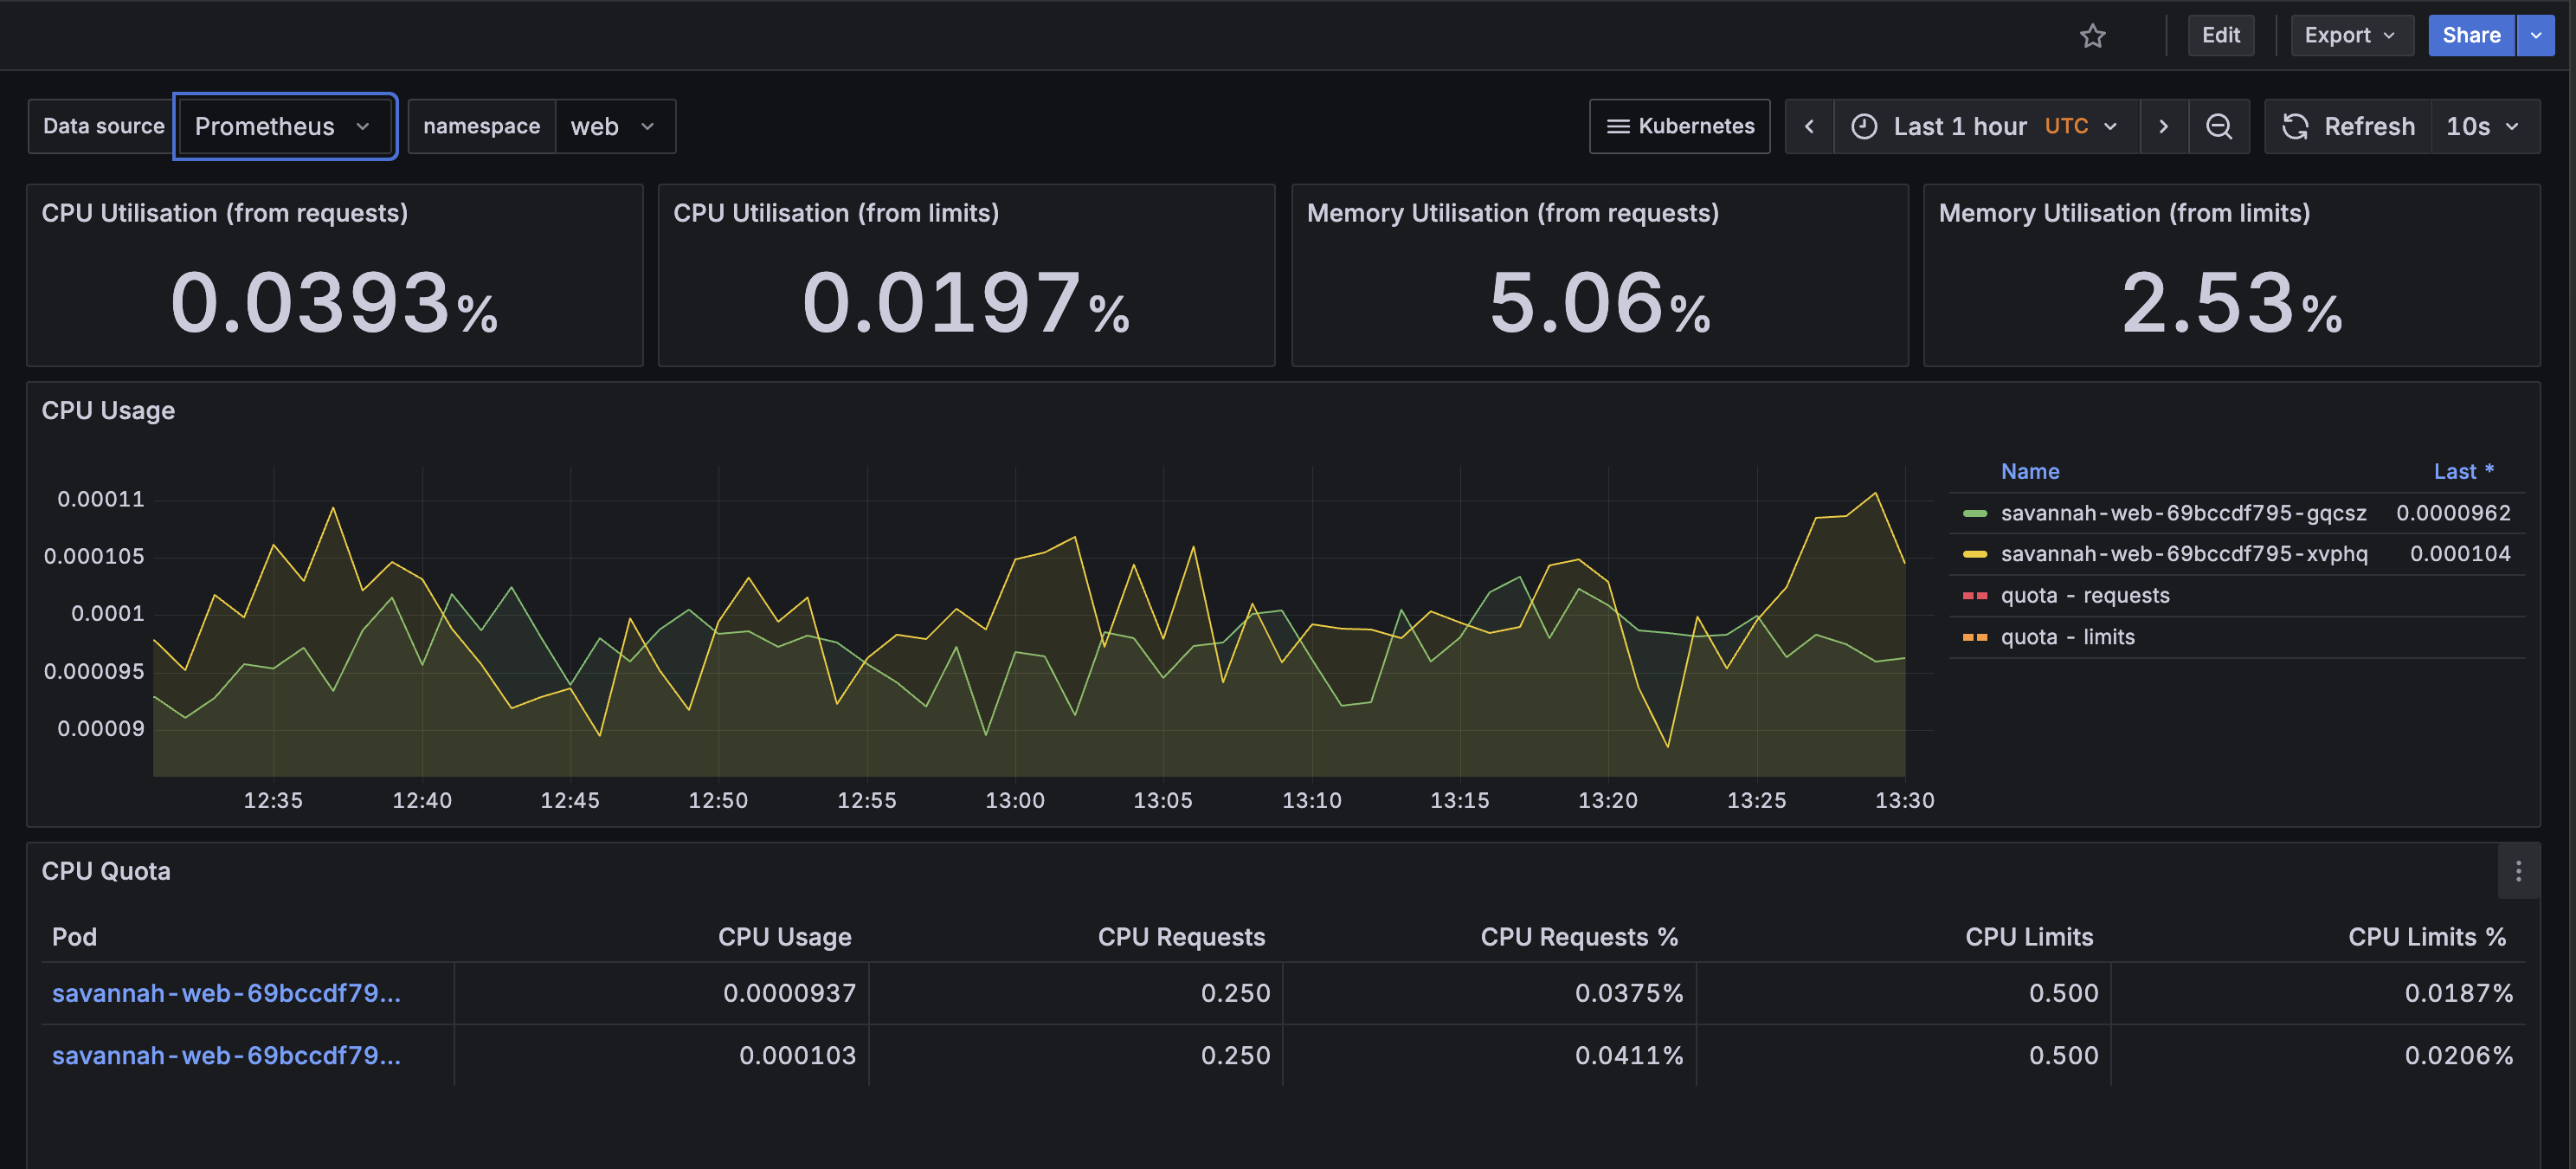 Edit Export Share
Data source Prometheus namespace web Kubernetes Last 1 hour UTC Refresh 10s
CPU Utilisation (from requests)
0.0393%
CPU Utilisation (from limits)
0.0197%
Memory Utilisation (from requests)
5.06%
Memory Utilisation (from limits)
2.53%
CPU Usage
0.00011
0.000105
0.0001
0.000095
0.00009
12:35 12:40 12:45 12:50 12:55 13:00 13:05 13:10 13:15 13:20 13:25 13:30
Name Last *
savannah-web-69bccdf795-gqcsz 0.0000962
savannah-web-69bccdf795-xvphq 0.000104
quota - requests
quota - limits
CPU Quota
Pod CPU Usage CPU Requests CPU Requests % CPU Limits CPU Limits %
savannah-web-69bccdf79... 0.0000937 0.250 0.0375% 0.500 0.0187%
savannah-web-69bccdf79... 0.000103 0.250 0.0411% 0.500 0.0206%